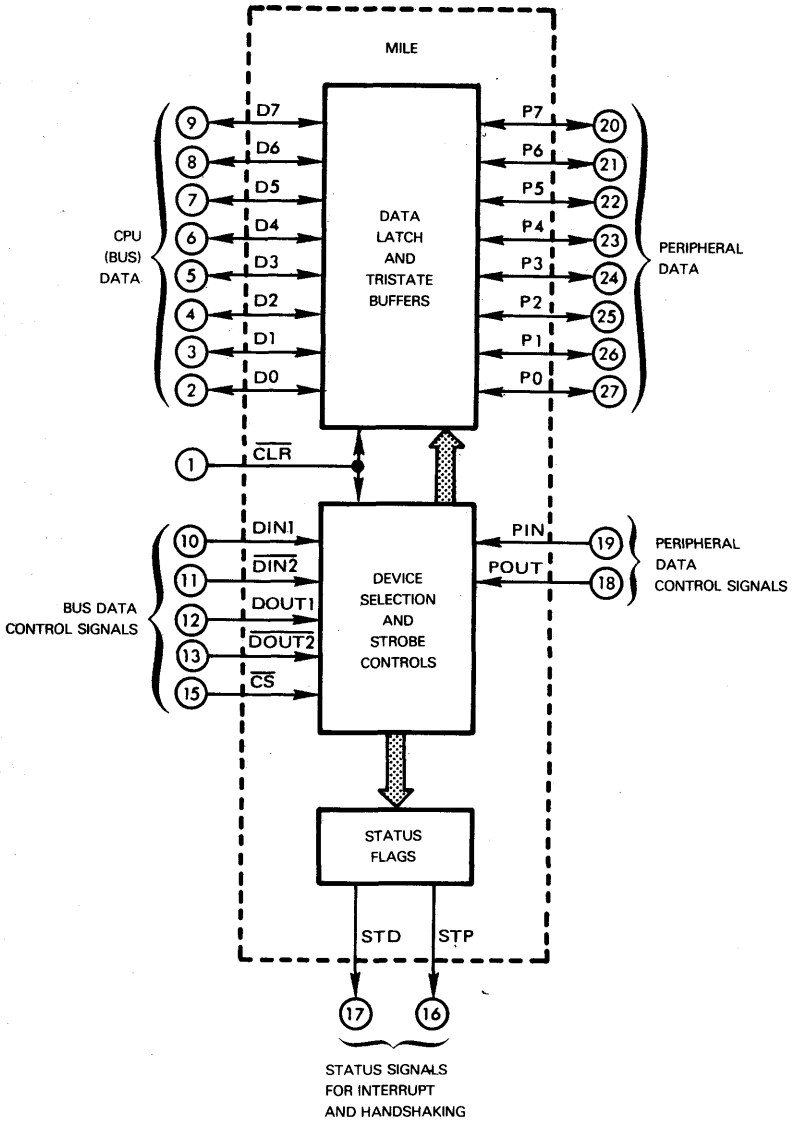 MILE
9 D7
8 D6
7 D5
6 D4
5 D3
4 D2
3 D1
2 D0
CPU
(BUS)
DATA
DATA
LATCH
AND
TRISTATE
BUFFERS
P7 20
P6 21
P5 22
P4 23
P3 24
P2 25
P1 26
P0 27
PERIPHERAL
DATA
1 C̅L̅R̅
10 DIN1
11 D̅I̅N̅2̅
12 DOUT1
13 D̅O̅U̅T̅2̅
15 C̅S̅
BUS DATA
CONTROL SIGNALS
DEVICE
SELECTION
AND
STROBE
CONTROLS
PIN 19
POUT 18
PERIPHERAL
DATA
CONTROL SIGNALS
STATUS
FLAGS
STD STP
17 16
STATUS SIGNALS
FOR INTERRUPT
AND HANDSHAKING